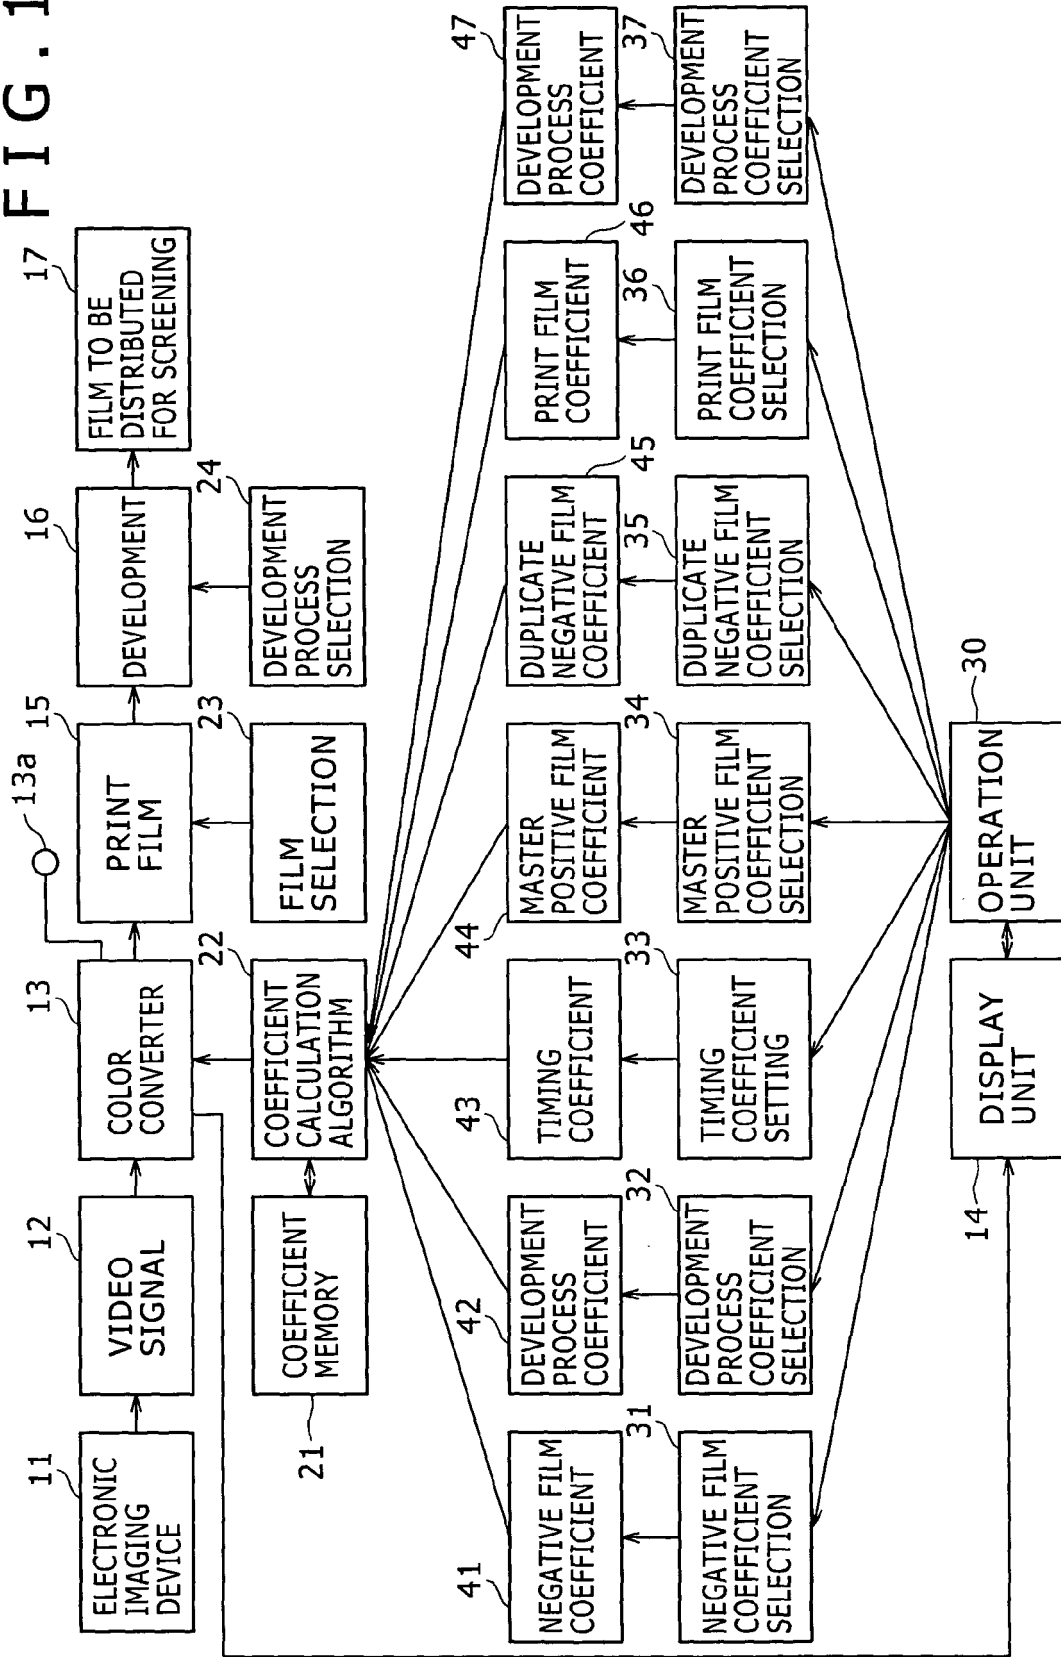 FIG. 1
11
ELECTRONIC
IMAGING
DEVICE
12
VIDEO
SIGNAL
13
COLOR
CONVERTER
13a
15
PRINT
FILM
16
DEVELOPMENT
17
FILM TO BE
DISTRIBUTED
FOR SCREENING
21
COEFFICIENT
MEMORY
22
COEFFICIENT
CALCULATION
ALGORITHM
23
FILM
SELECTION
24
DEVELOPMENT
PROCESS
SELECTION
41
NEGATIVE FILM
COEFFICIENT
42
DEVELOPMENT
PROCESS
COEFFICIENT
43
TIMING
COEFFICIENT
44
MASTER
POSITIVE FILM
COEFFICIENT
45
DUPLICATE
NEGATIVE FILM
COEFFICIENT
46
PRINT FILM
COEFFICIENT
47
DEVELOPMENT
PROCESS
COEFFICIENT
31
NEGATIVE FILM
COEFFICIENT
SELECTION
32
DEVELOPMENT
PROCESS
COEFFICIENT
SELECTION
33
TIMING
COEFFICIENT
SETTING
34
MASTER
POSITIVE FILM
COEFFICIENT
SELECTION
35
DUPLICATE
NEGATIVE FILM
COEFFICIENT
SELECTION
36
PRINT FILM
COEFFICIENT
SELECTION
37
DEVELOPMENT
PROCESS
COEFFICIENT
SELECTION
14
DISPLAY
UNIT
30
OPERATION
UNIT